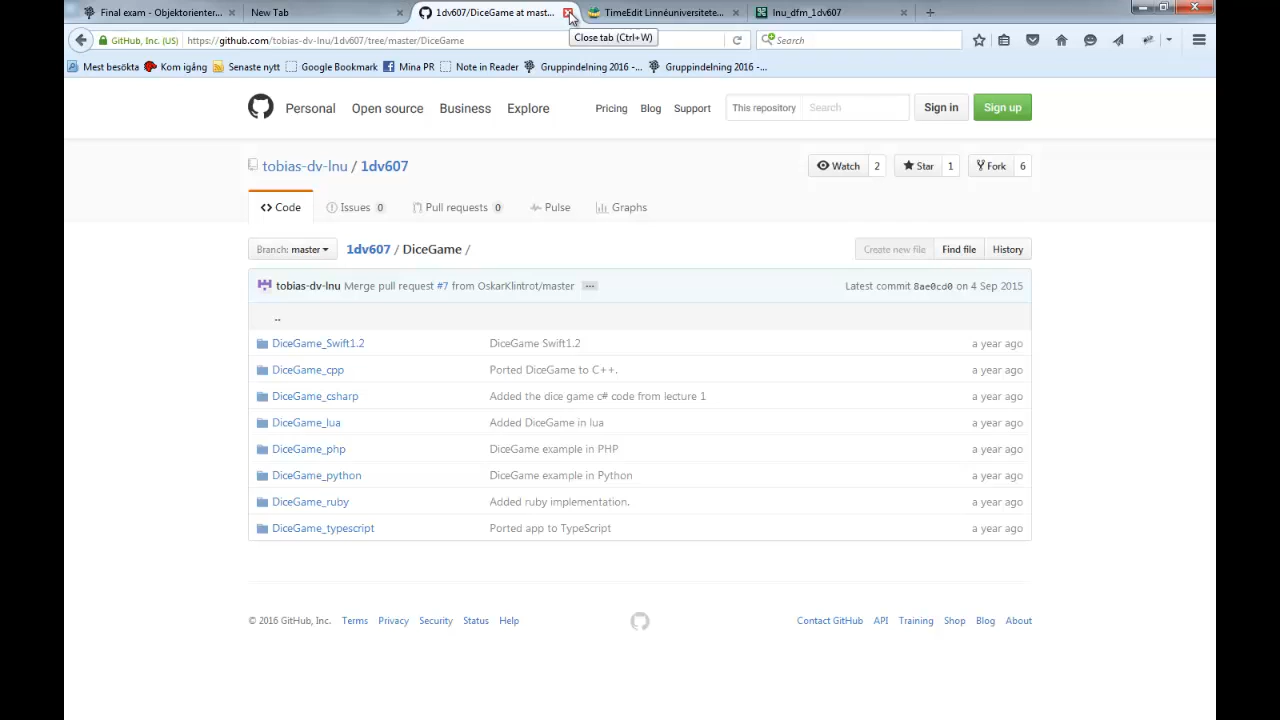 Final exam - Objektorienter... New Tab 1dv607/DiceGame at mast... TimeEdit Linnéuniversitete... lnu_dfm_1dv607
Close tab (Ctrl+W)
GitHub, Inc. (US) https://github.com/tobias-dv-lnu/1dv607/tree/master/DiceGame Search
Mest besökta Kom igång Senaste nytt Google Bookmark Mina PR Note in Reader Gruppindelning 2016 -... Gruppindelning 2016 -...
Personal Open source Business Explore Pricing Blog Support This repository Search Sign in Sign up
tobias-dv-lnu / 1dv607 Watch 2 Star 1 Fork 6
Code Issues 0 Pull requests 0 Pulse Graphs
Branch: master 1dv607 / DiceGame / Create new file Find file History
tobias-dv-lnu Merge pull request #7 from OskarKlintrot/master ... Latest commit 8ae0cd0 on 4 Sep 2015
..
DiceGame_Swift1.2 DiceGame Swift1.2 a year ago
DiceGame_cpp Ported DiceGame to C++. a year ago
DiceGame_csharp Added the dice game c# code from lecture 1 a year ago
DiceGame_lua Added DiceGame in lua a year ago
DiceGame_php DiceGame example in PHP a year ago
DiceGame_python DiceGame example in Python a year ago
DiceGame_ruby Added ruby implementation. a year ago
DiceGame_typescript Ported app to TypeScript a year ago
© 2016 GitHub, Inc. Terms Privacy Security Status Help Contact GitHub API Training Shop Blog About